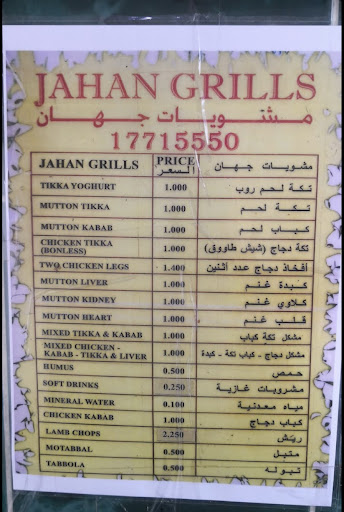 JAHAN GRILLS
مشويات جهان
17715550
JAHAN GRILLS PRICE السعر مشويات جهان
TIKKA YOGHURT 1.000 تكة لحم روب
MUTTON TIKKA 1.000 تكة لحم
MUTTON KABAB 1.000 كباب لحم
CHICKEN TIKKA (BONLESS) 1.000 تكة دجاج (شيش طاووق)
TWO CHICKEN LEGS 1.400 أفخاذ دجاج عدد أثنين
MUTTON LIVER 1.000 كبدة غنم
MUTTON KIDNEY 1.000 كلاوي غنم
MUTTON HEART 1.000 قلب غنم
MIXED TIKKA & KABAB 1.000 مشكل تكة كباب
MIXED CHICKEN - KABAB - TIKKA & LIVER 1.000 مشكل دجاج - كباب تكة - كبدة
HUMUS 0.500 حمص
SOFT DRINKS 0.250 مشروبات غازية
MINERAL WATER 0.100 مياه معدنية
CHICKEN KABAB 1.000 كباب دجاج
LAMB CHOPS 2.250 ريش
MOTABBAL 0.500 متبل
TABBOLA 0.500 تبوله